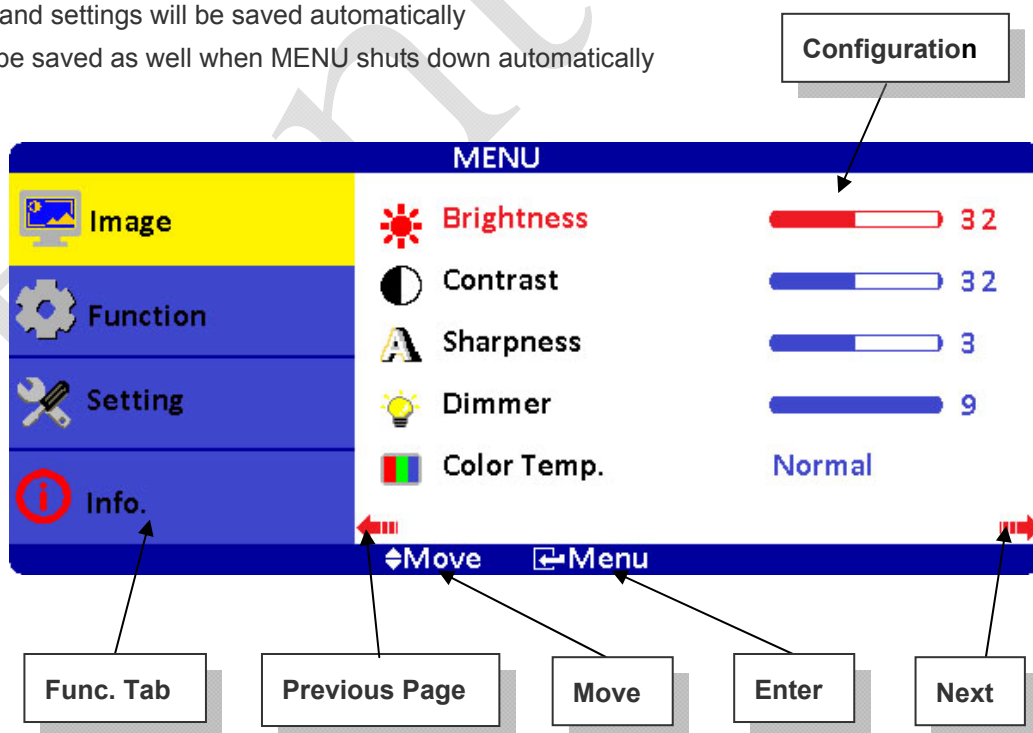 and settings will be saved automatically
be saved as well when MENU shuts down automatically
Configuration
MENU
Image
Function
Setting
Info.
Brightness 32
Contrast 32
Sharpness 3
Dimmer 9
Color Temp. Normal
Move Menu
Func. Tab
Previous Page
Move
Enter
Next